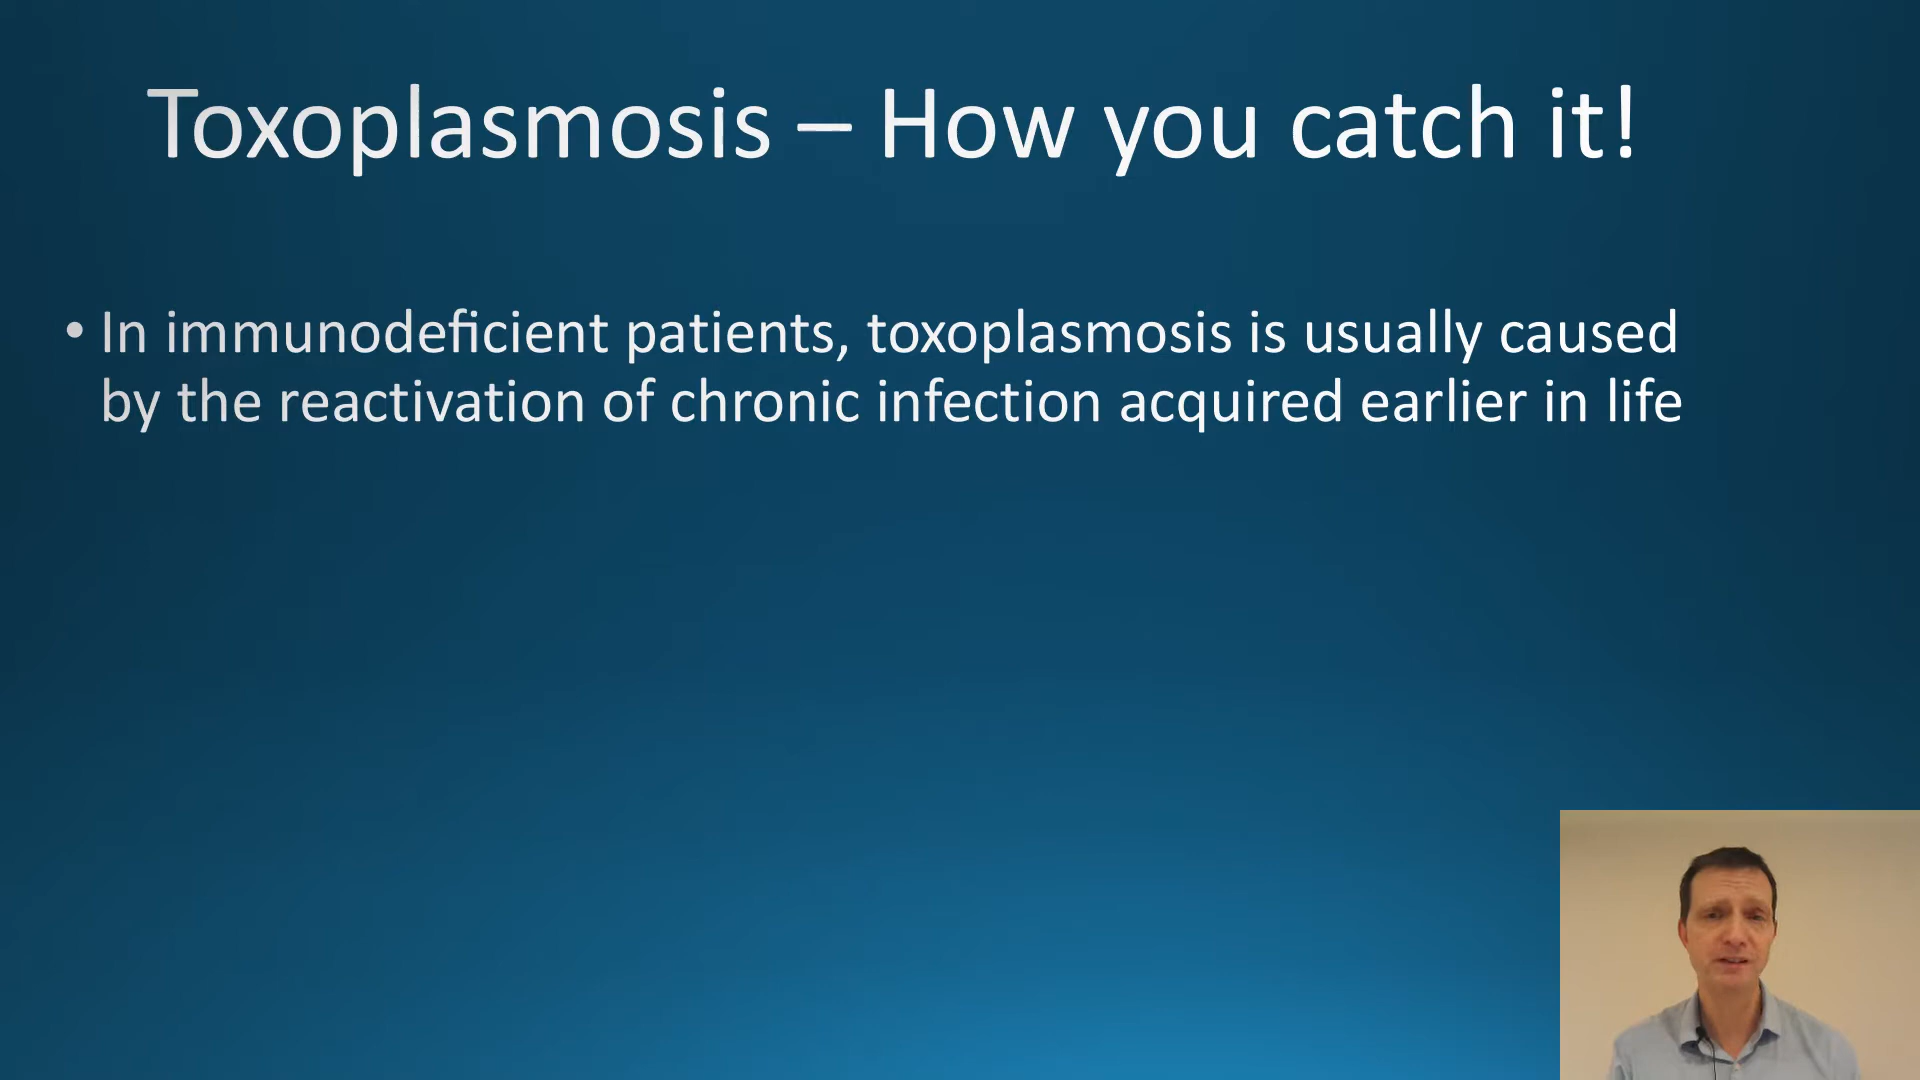 Toxoplasmosis – How you catch it!
• In immunodeficient patients, toxoplasmosis is usually caused
by the reactivation of chronic infection acquired earlier in life